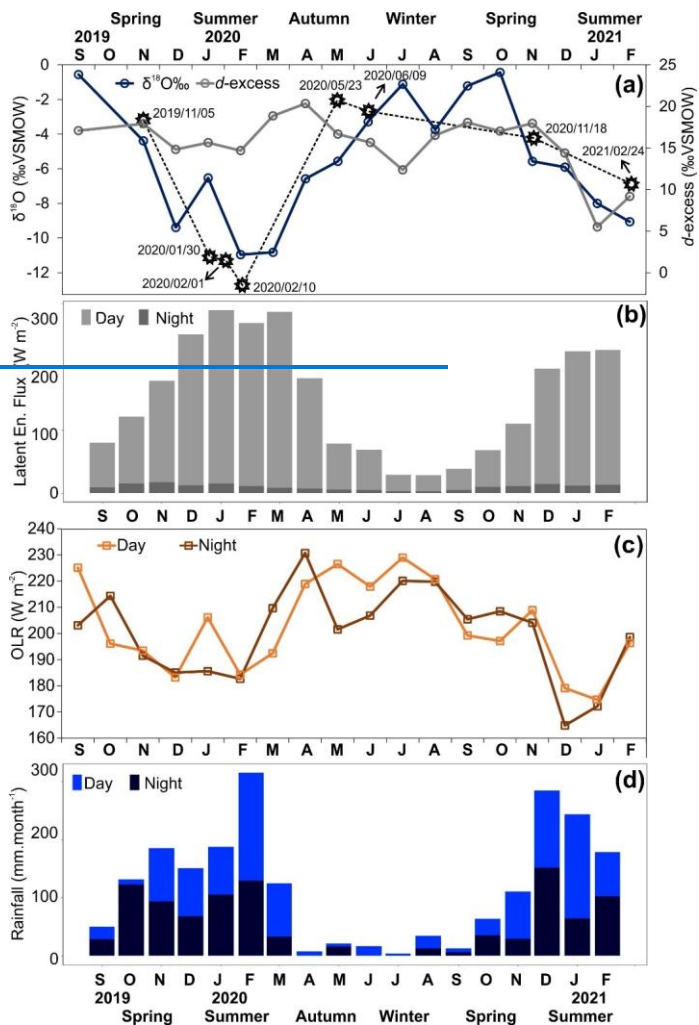 Spring Summer Autumn Winter Spring Summer
2019 2020 2021
S O N D J F M A M J J A S O N D J F
0 25
-2 20
-4 15
-6 10
-8 5
-10 0
-12
δ¹⁸O (‰VSMOW)
d-excess (‰VSMOW)
δ¹⁸O‰ d-excess (a)
2019/11/05
2020/01/30
2020/02/01
2020/02/10
2020/05/23
2020/06/09
2020/11/18
2021/02/24
300
200
100
0
Latent En. Flux (W m⁻²)
Day Night (b)
S O N D J F M A M J J A S O N D J F
240
230
220
210
200
190
180
170
160
OLR (W m⁻²)
Day Night (c)
S O N D J F M A M J J A S O N D J F
300
200
100
0
Rainfall (mm.month⁻¹)
Day Night (d)
S O N D J F M A M J J A S O N D J F
2019 2020 2021
Spring Summer Autumn Winter Spring Summer